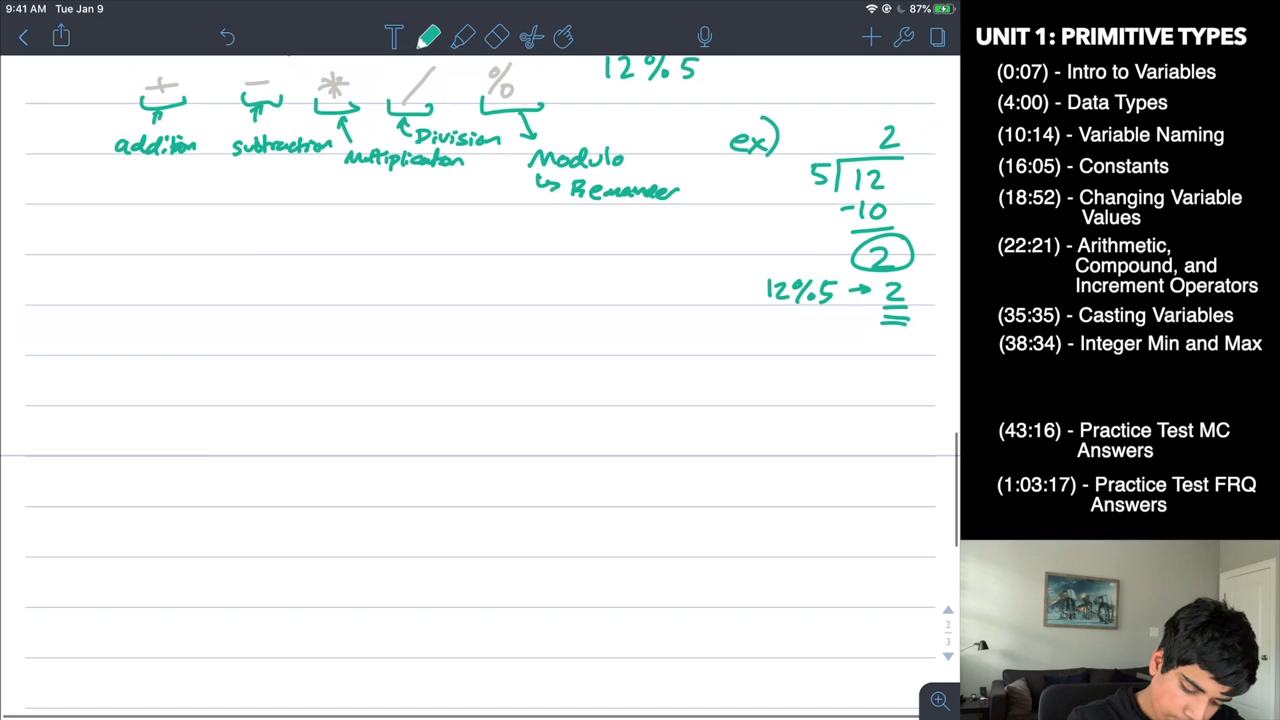 9:41 AM Tue Jan 9
87%
T
+ - * / %
12 % 5
addition
subtraction
Multiplication
Division
Modulo
↳ Remainder
ex)
2
5 12
-10
2
12%5 → 2
2
3
UNIT 1: PRIMITIVE TYPES
(0:07) - Intro to Variables
(4:00) - Data Types
(10:14) - Variable Naming
(16:05) - Constants
(18:52) - Changing Variable
Values
(22:21) - Arithmetic,
Compound, and
Increment Operators
(35:35) - Casting Variables
(38:34) - Integer Min and Max
(43:16) - Practice Test MC
Answers
(1:03:17) - Practice Test FRQ
Answers